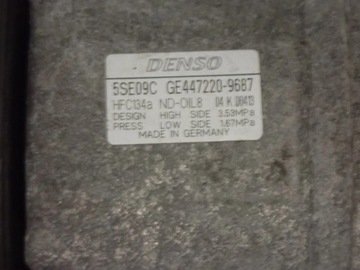 DENSO
5SE09C GE447220-9687
HFC134a ND-OIL8 04 K
DESIGN HIGH SIDE 3.53MPa
PRESS LOW SIDE 1.67MPa
MADE IN GERMANY